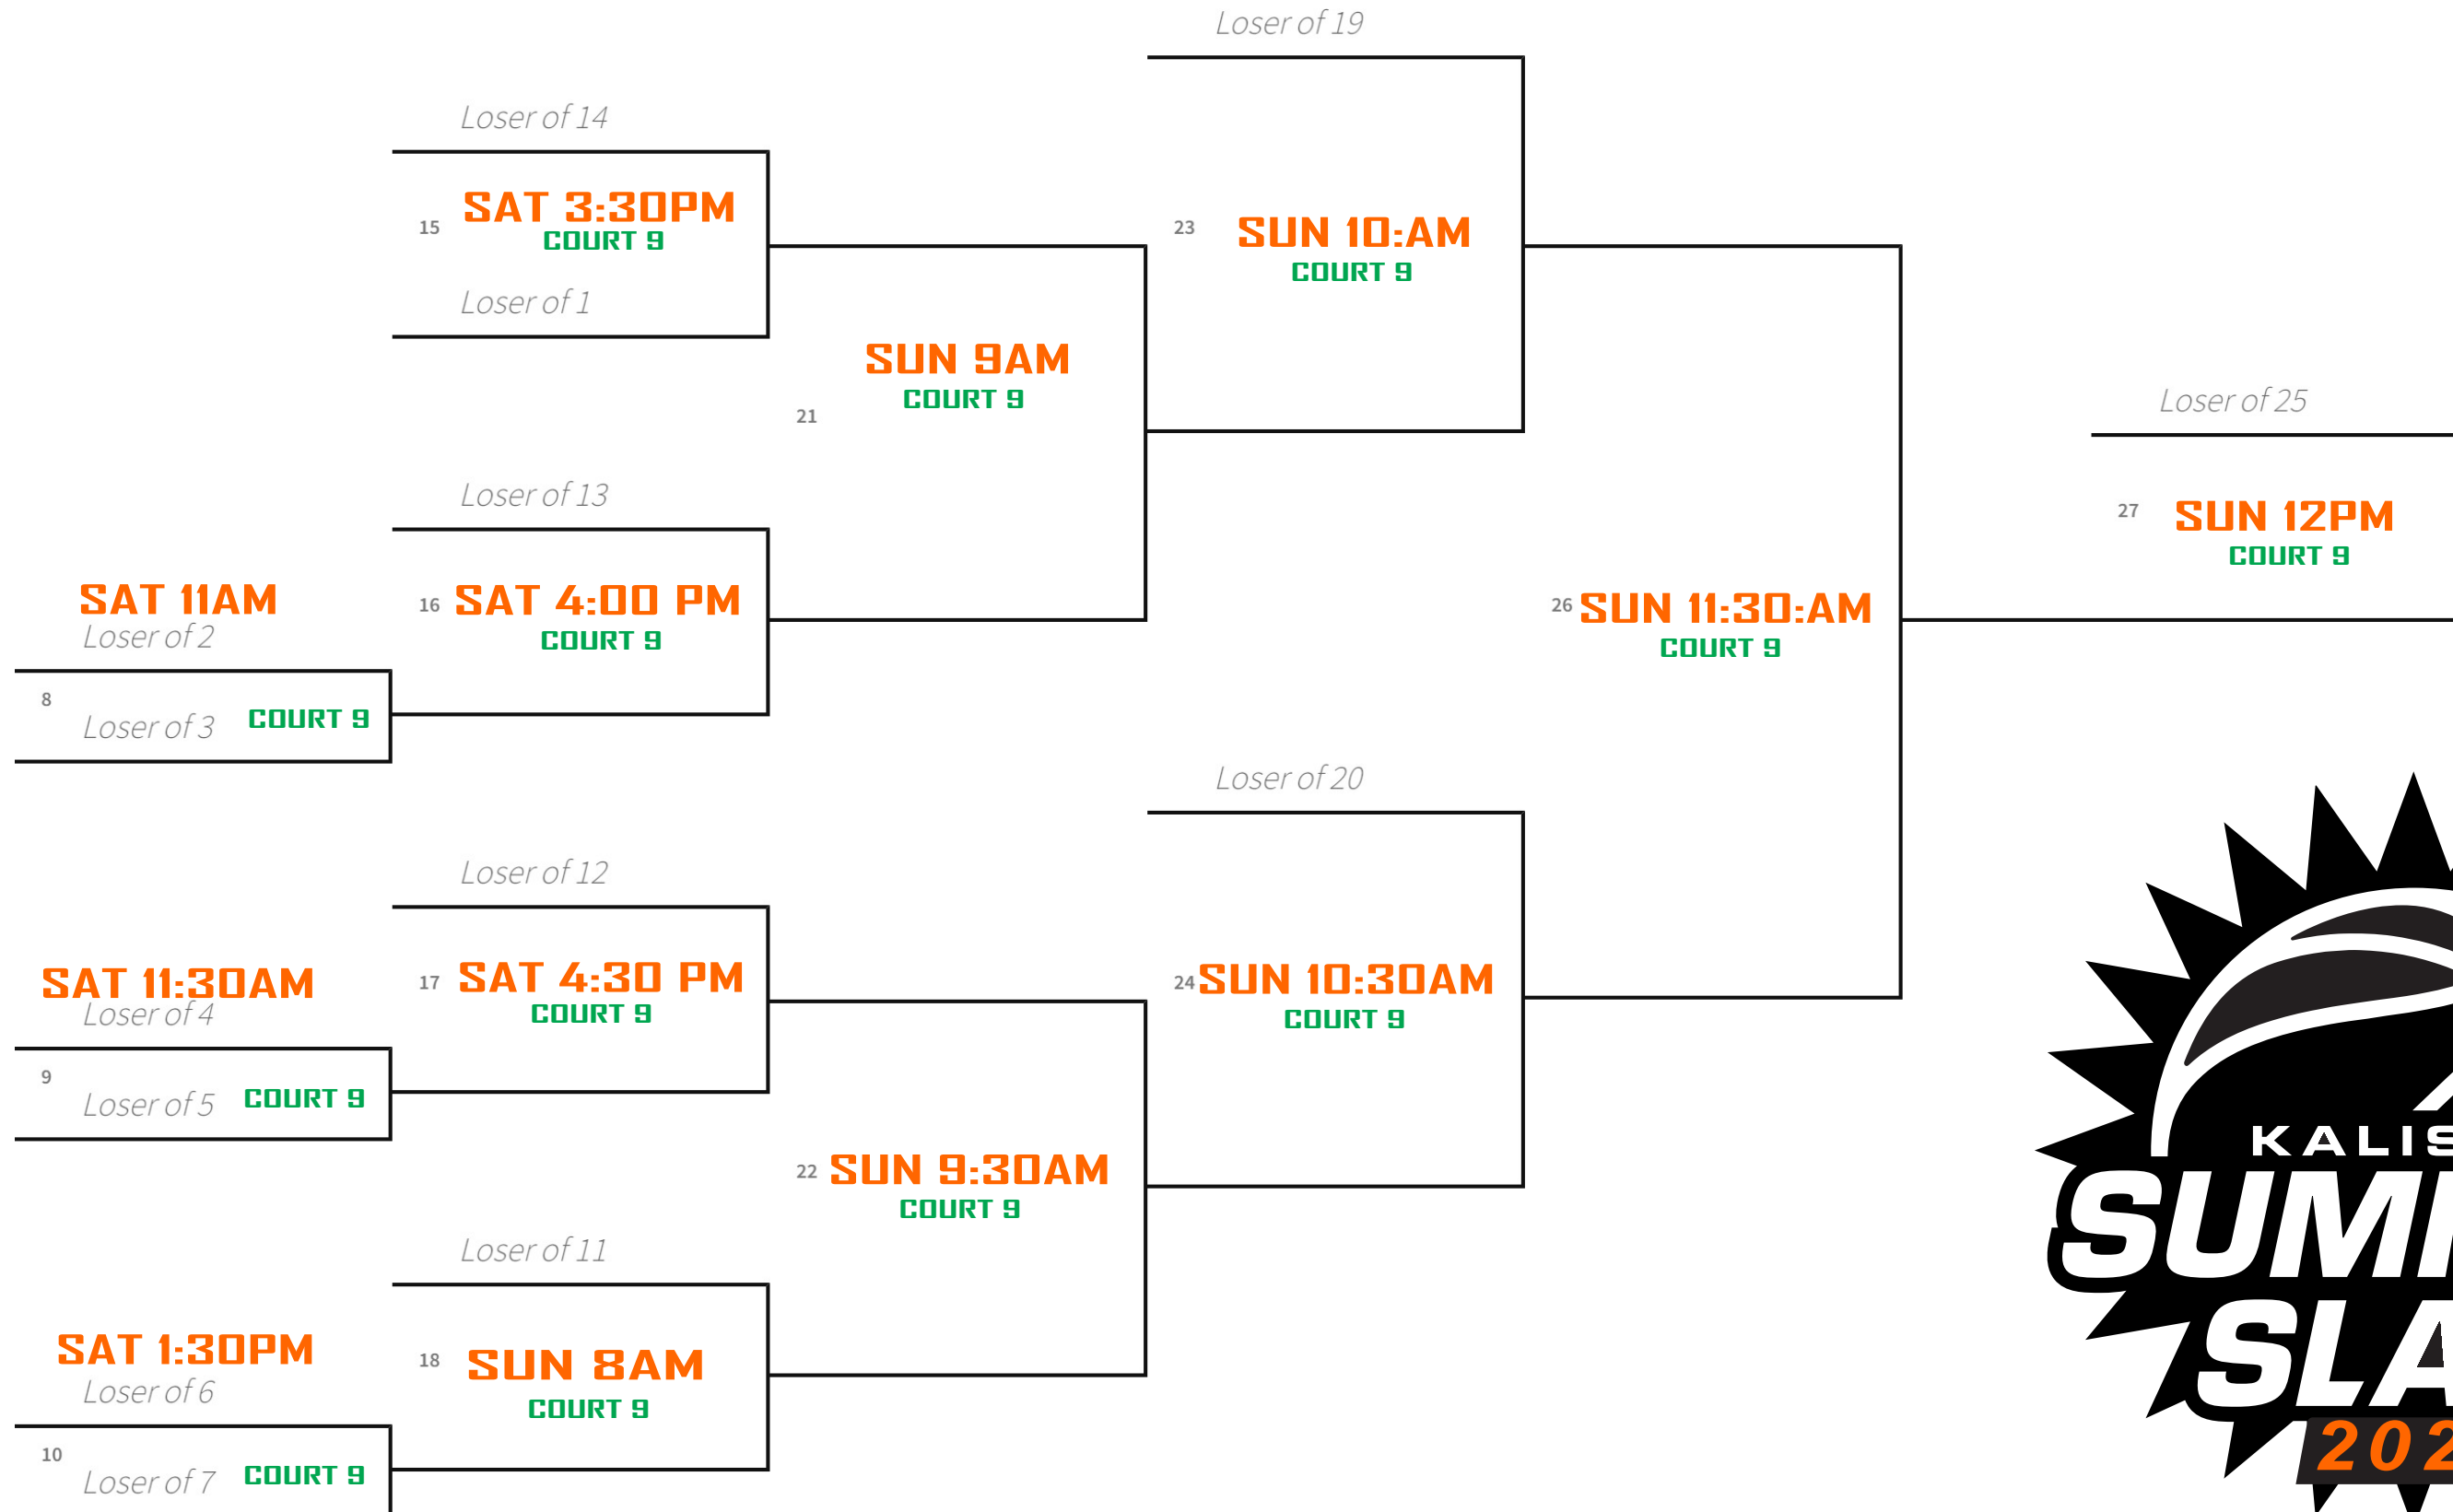 Loser of 19
Loser of 14
15 SAT 3:30PM
COURT 9
Loser of 1
23 SUN 10:AM
COURT 9
SUN 9AM
COURT 9
21
Loser of 25
27 SUN 12PM
COURT 9
Loser of 13
SAT 11AM
Loser of 2
8
Loser of 3 COURT 9
16 SAT 4:00 PM
COURT 9
26 SUN 11:30:AM
COURT 9
Loser of 20
Loser of 12
SAT 11:30AM
Loser of 4
9
Loser of 5 COURT 9
17 SAT 4:30 PM
COURT 9
24 SUN 10:30AM
COURT 9
22 SUN 9:30AM
COURT 9
Loser of 11
SAT 1:30PM
Loser of 6
10
Loser of 7 COURT 9
18 SUN 8AM
COURT 9
KALIS
SUM
SLA
202